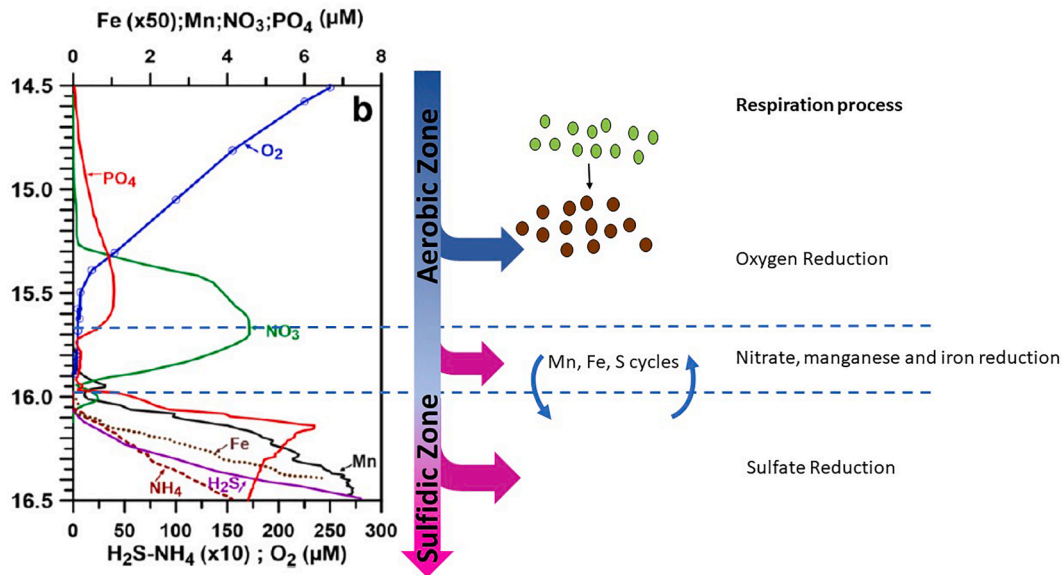 Fe (x50);Mn;NO3;PO4 (µM)
0 2 4 6 8
14.5
15.0
15.5
16.0
16.5
b
O2
PO4
NO3
Fe
Mn
H2S
NH4
0 50 100 150 200 250 300
H2S-NH4 (x10) ; O2 (µM)
Aerobic Zone
Sulfidic Zone
Respiration process
Oxygen Reduction
Mn, Fe, S cycles
Nitrate, manganese and iron reduction
Sulfate Reduction